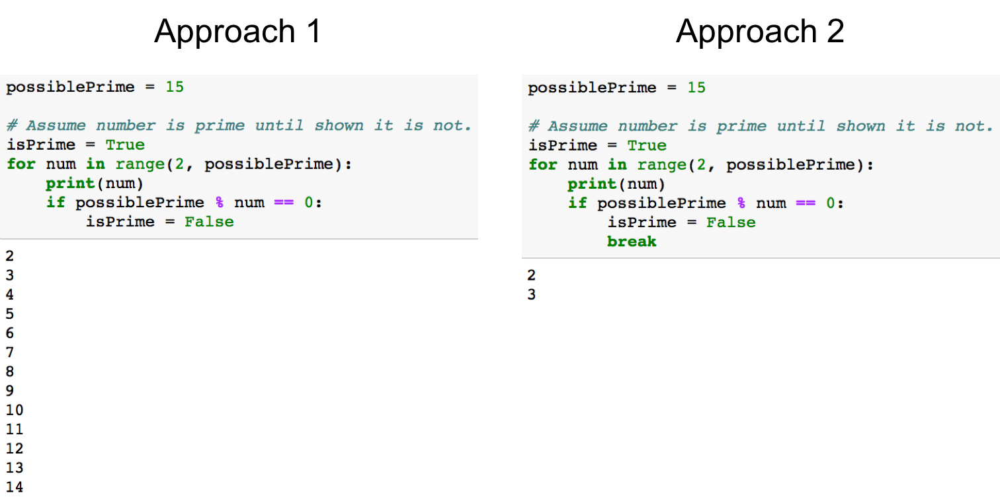 Approach 1
possiblePrime = 15
# Assume number is prime until shown it is not.
isPrime = True
for num in range(2, possiblePrime):
    print(num)
    if possiblePrime % num == 0:
        isPrime = False
2
3
4
5
6
7
8
9
10
11
12
13
14
Approach 2
possiblePrime = 15
# Assume number is prime until shown it is not.
isPrime = True
for num in range(2, possiblePrime):
    print(num)
    if possiblePrime % num == 0:
        isPrime = False
        break
2
3